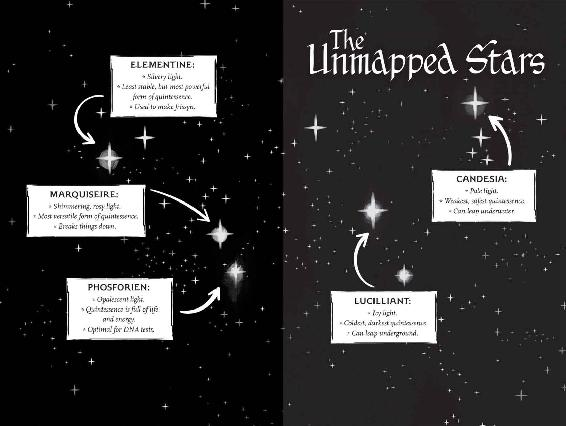 ELEMENTINE:
• Silvery light.
• Least stable, but most powerful
form of quintessence.
• Used to make frissyn.
MARQUISEIRE:
• Shimmering, rosy light.
• Most versatile form of quintessence.
• Breaks things down.
PHOSFORIEN:
• Opalescent light.
• Quintessence is full of life
and energy.
• Optimal for DNA tests.
The
Unmapped Stars
CANDESIA:
• Pale light.
• Weakest, safest quintessence.
• Can leap underwater.
LUCILLIANT:
• Icy light.
• Coldest, darkest quintessence.
• Can leap underground.